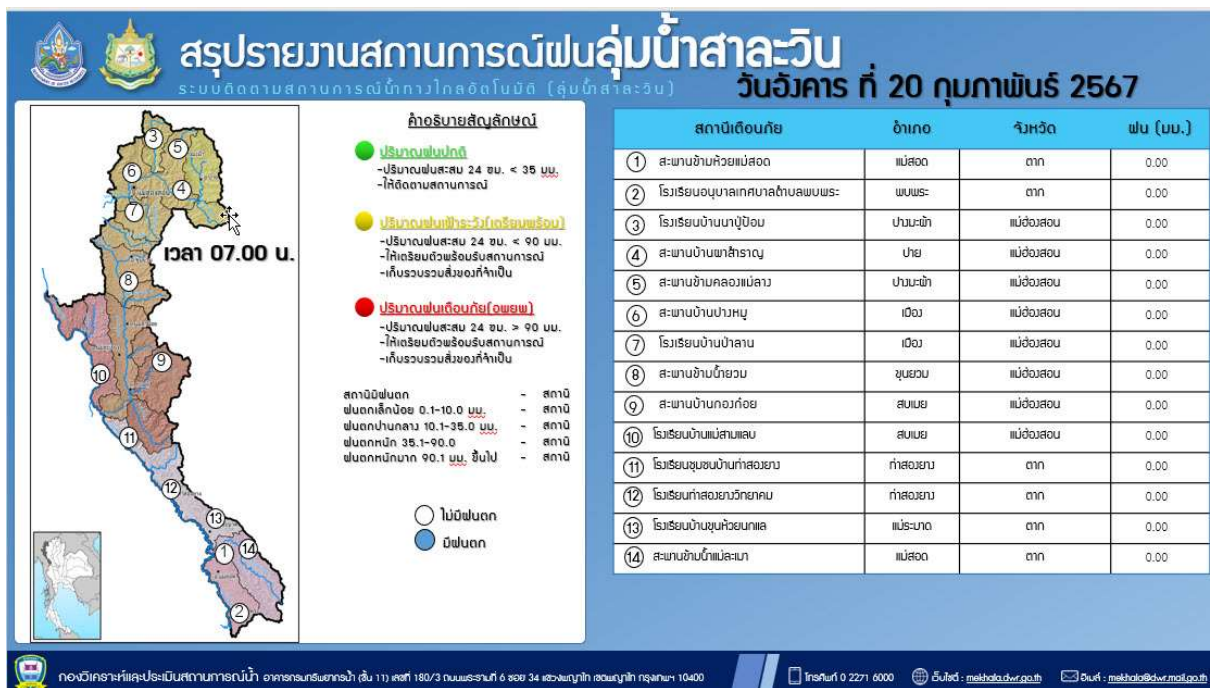 สรุปรายงานสถานการณ์ฝนลุ่มน้ำสาละวิน
ระบบติดตามสถานการณ์น้ำทางไกลอัตโนมัติ (ลุ่มน้ำสาละวิน)
วันอังคาร ที่ 20 กุมภาพันธ์ 2567
3
5
6
4
7
เวลา 07.00 น.
8
9
10
11
12
13
1
14
2
คำอธิบายสัญลักษณ์
ปริมาณฝนปกติ
-ปริมาณฝนสะสม 24 ชม. < 35 มม.
-ให้ติดตามสถานการณ์
ปริมาณฝนเฝ้าระวัง(เตรียมพร้อม)
-ปริมาณฝนสะสม 24 ชม. < 90 มม.
-ให้เตรียมตัวพร้อมรับสถานการณ์
-เก็บรวบรวมสิ่งของที่จำเป็น
ปริมาณฝนเตือนภัย(อพยพ)
-ปริมาณฝนสะสม 24 ชม. > 90 มม.
-ให้เตรียมตัวพร้อมรับสถานการณ์
-เก็บรวบรวมสิ่งของที่จำเป็น
สถานีมีฝนตก - สถานี
ฝนตกเล็กน้อย 0.1-10.0 มม. - สถานี
ฝนตกปานกลาง 10.1-35.0 มม. - สถานี
ฝนตกหนัก 35.1-90.0 - สถานี
ฝนตกหนักมาก 90.1 มม. ขึ้นไป - สถานี
ไม่มีฝนตก
มีฝนตก
สถานีเตือนภัย อำเภอ จังหวัด ฝน (มม.)
1 สะพานข้ามห้วยแม่สอด แม่สอด ตาก 0.00
2 โรงเรียนอนุบาลเทศบาลตำบลพบพระ พบพระ ตาก 0.00
3 โรงเรียนบ้านนาปู่ป้อม ปางมะผ้า แม่ฮ่องสอน 0.00
4 สะพานบ้านผาสำราญ ปาย แม่ฮ่องสอน 0.00
5 สะพานข้ามคลองแม่ลาง ปางมะผ้า แม่ฮ่องสอน 0.00
6 สะพานบ้านปางหมู เมือง แม่ฮ่องสอน 0.00
7 โรงเรียนบ้านป่าลาน เมือง แม่ฮ่องสอน 0.00
8 สะพานข้ามน้ำยวม ขุนยวม แม่ฮ่องสอน 0.00
9 สะพานบ้านกองก๋อย สบเมย แม่ฮ่องสอน 0.00
10 โรงเรียนบ้านแม่สามแลบ สบเมย แม่ฮ่องสอน 0.00
11 โรงเรียนชุมชนบ้านท่าสองยาง ท่าสองยาง ตาก 0.00
12 โรงเรียนท่าสองยางวิทยาคม ท่าสองยาง ตาก 0.00
13 โรงเรียนบ้านขุนห้วยนกแล แม่ระมาด ตาก 0.00
14 สะพานข้ามน้ำแม่ละเมา แม่สอด ตาก 0.00
กองวิเคราะห์และประเมินสถานการณ์น้ำ อาคารกรมทรัพยากรน้ำ (ชั้น 11) เลขที่ 180/3 ถนนพระรามที่ 6 ซอย 34 แขวงพญาไท เขตพญาไท กรุงเทพฯ 10400
โทรศัพท์ 0 2271 6000
เว็บไซต์ : mekhala.dwr.go.th
อีเมล์ : mekhala@dwr.mail.go.th